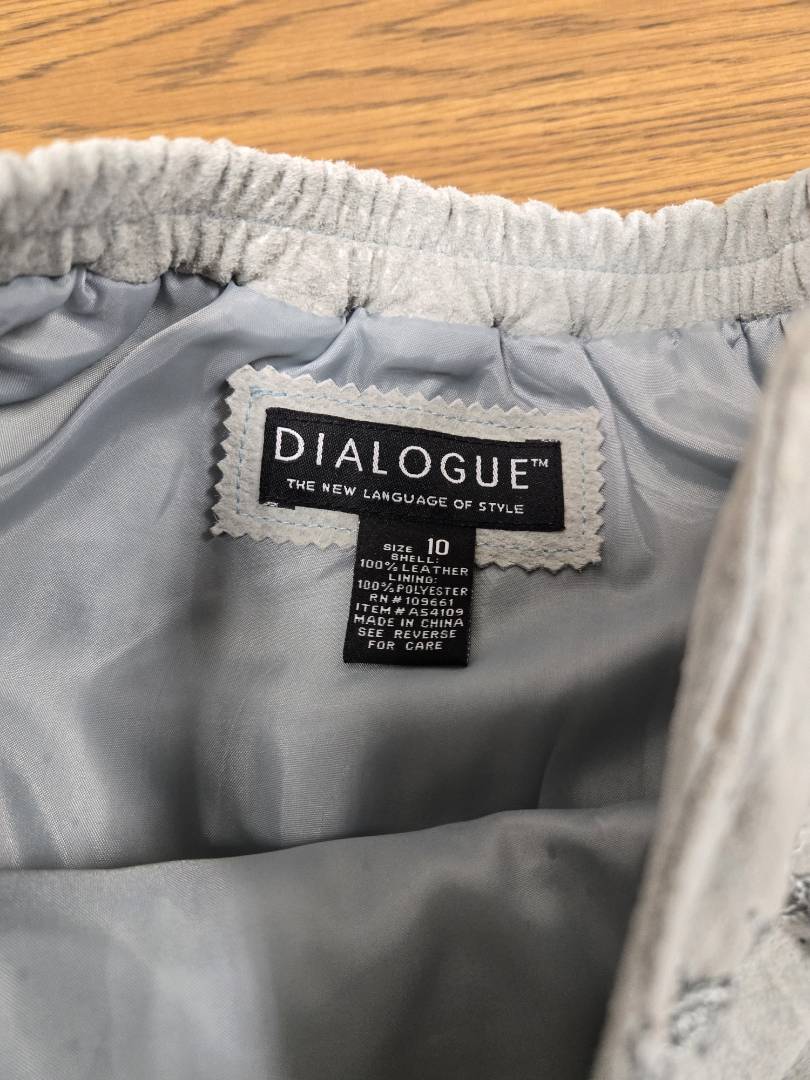 DIALOGUE™
THE NEW LANGUAGE OF STYLE
SIZE 10
SHELL:
100% LEATHER
LINING:
100% POLYESTER
RN # 109661
ITEM # A54109
MADE IN CHINA
SEE REVERSE
FOR CARE